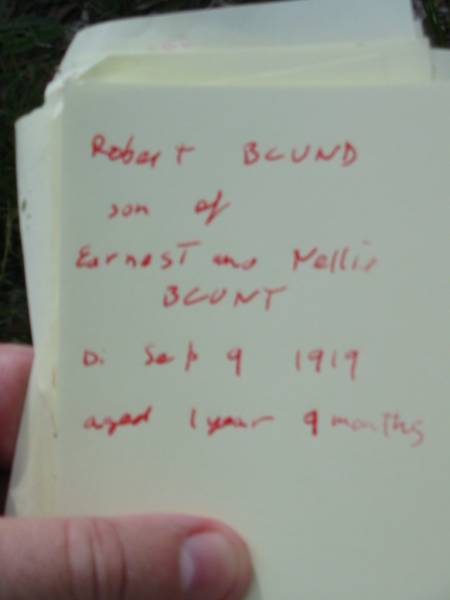 Robert BLUND
son of
Earnest and Nellie
BLUNT
D. Sep 9 1919
aged 1 year 9 months